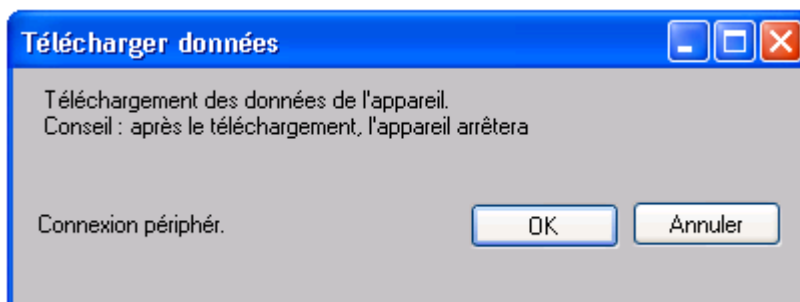 Télécharger données
Téléchargement des données de l'appareil.
Conseil : après le téléchargement, l'appareil arrêtera
Connexion périphér.
OK
Annuler